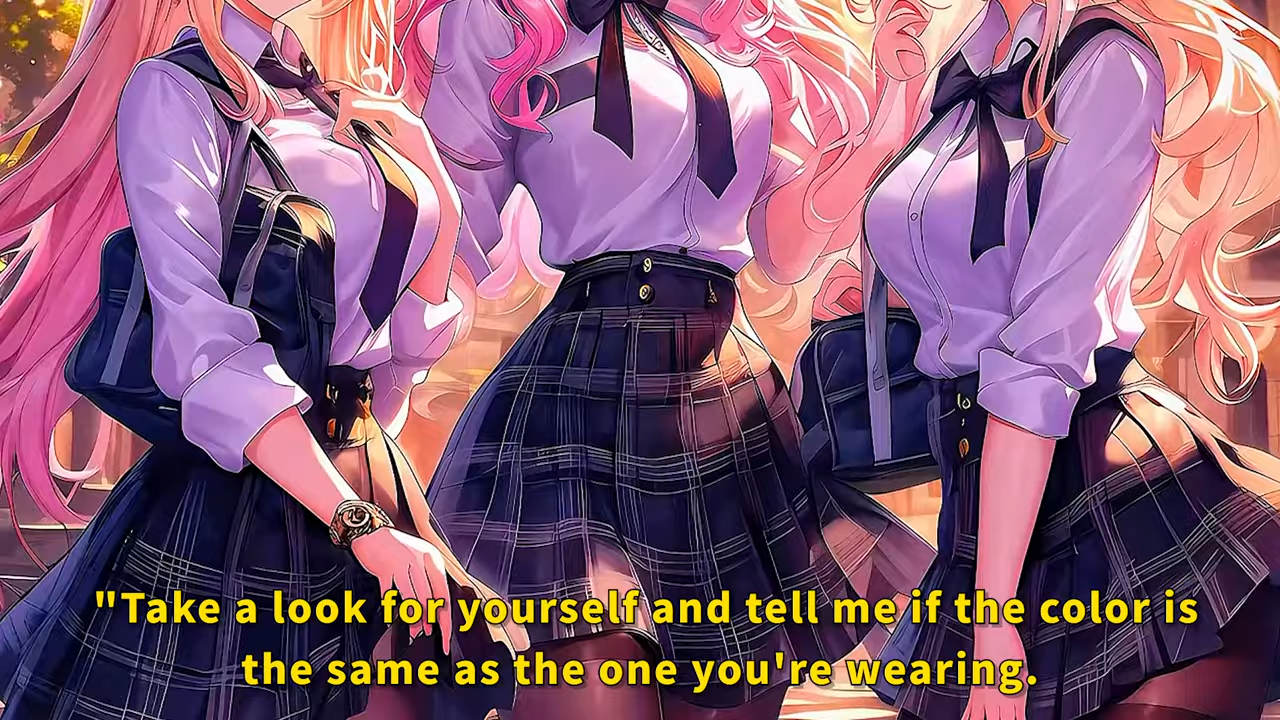 "Take a look for yourself and tell me if the color is
the same as the one you're wearing.